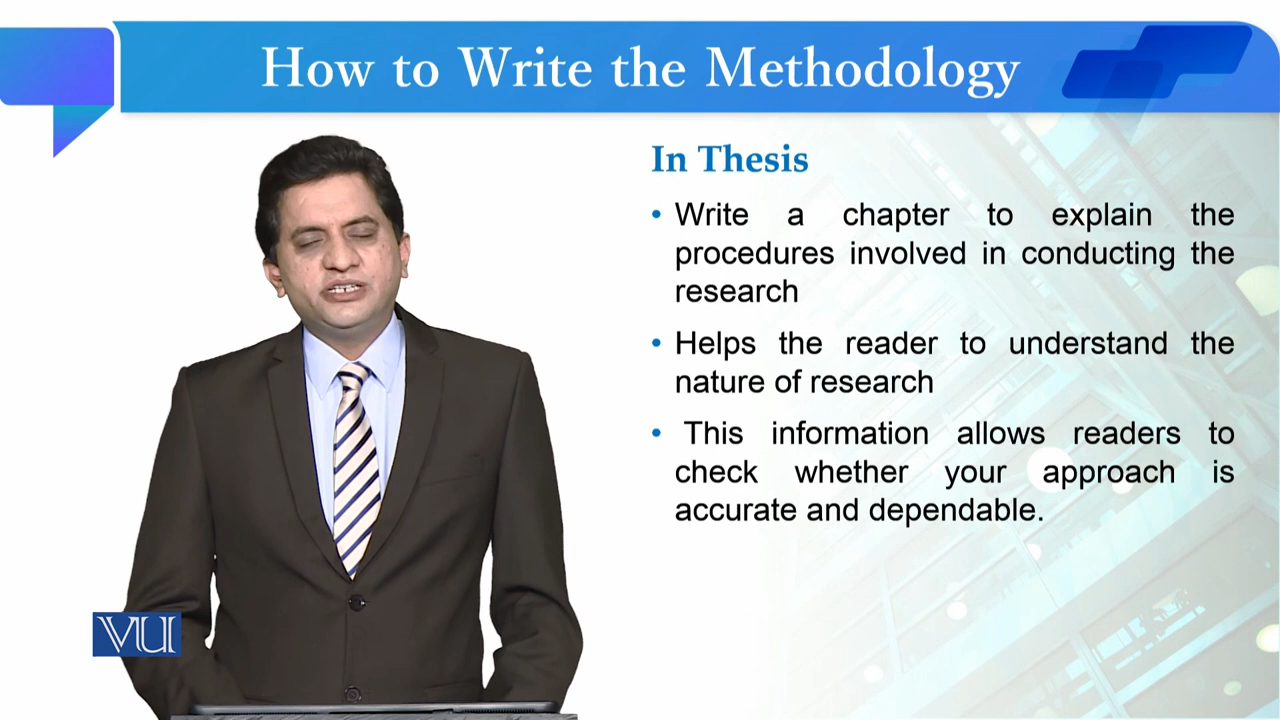 How to Write the Methodology
In Thesis
• Write a chapter to explain the
procedures involved in conducting the
research
• Helps the reader to understand the
nature of research
• This information allows readers to
check whether your approach is
accurate and dependable.
VU